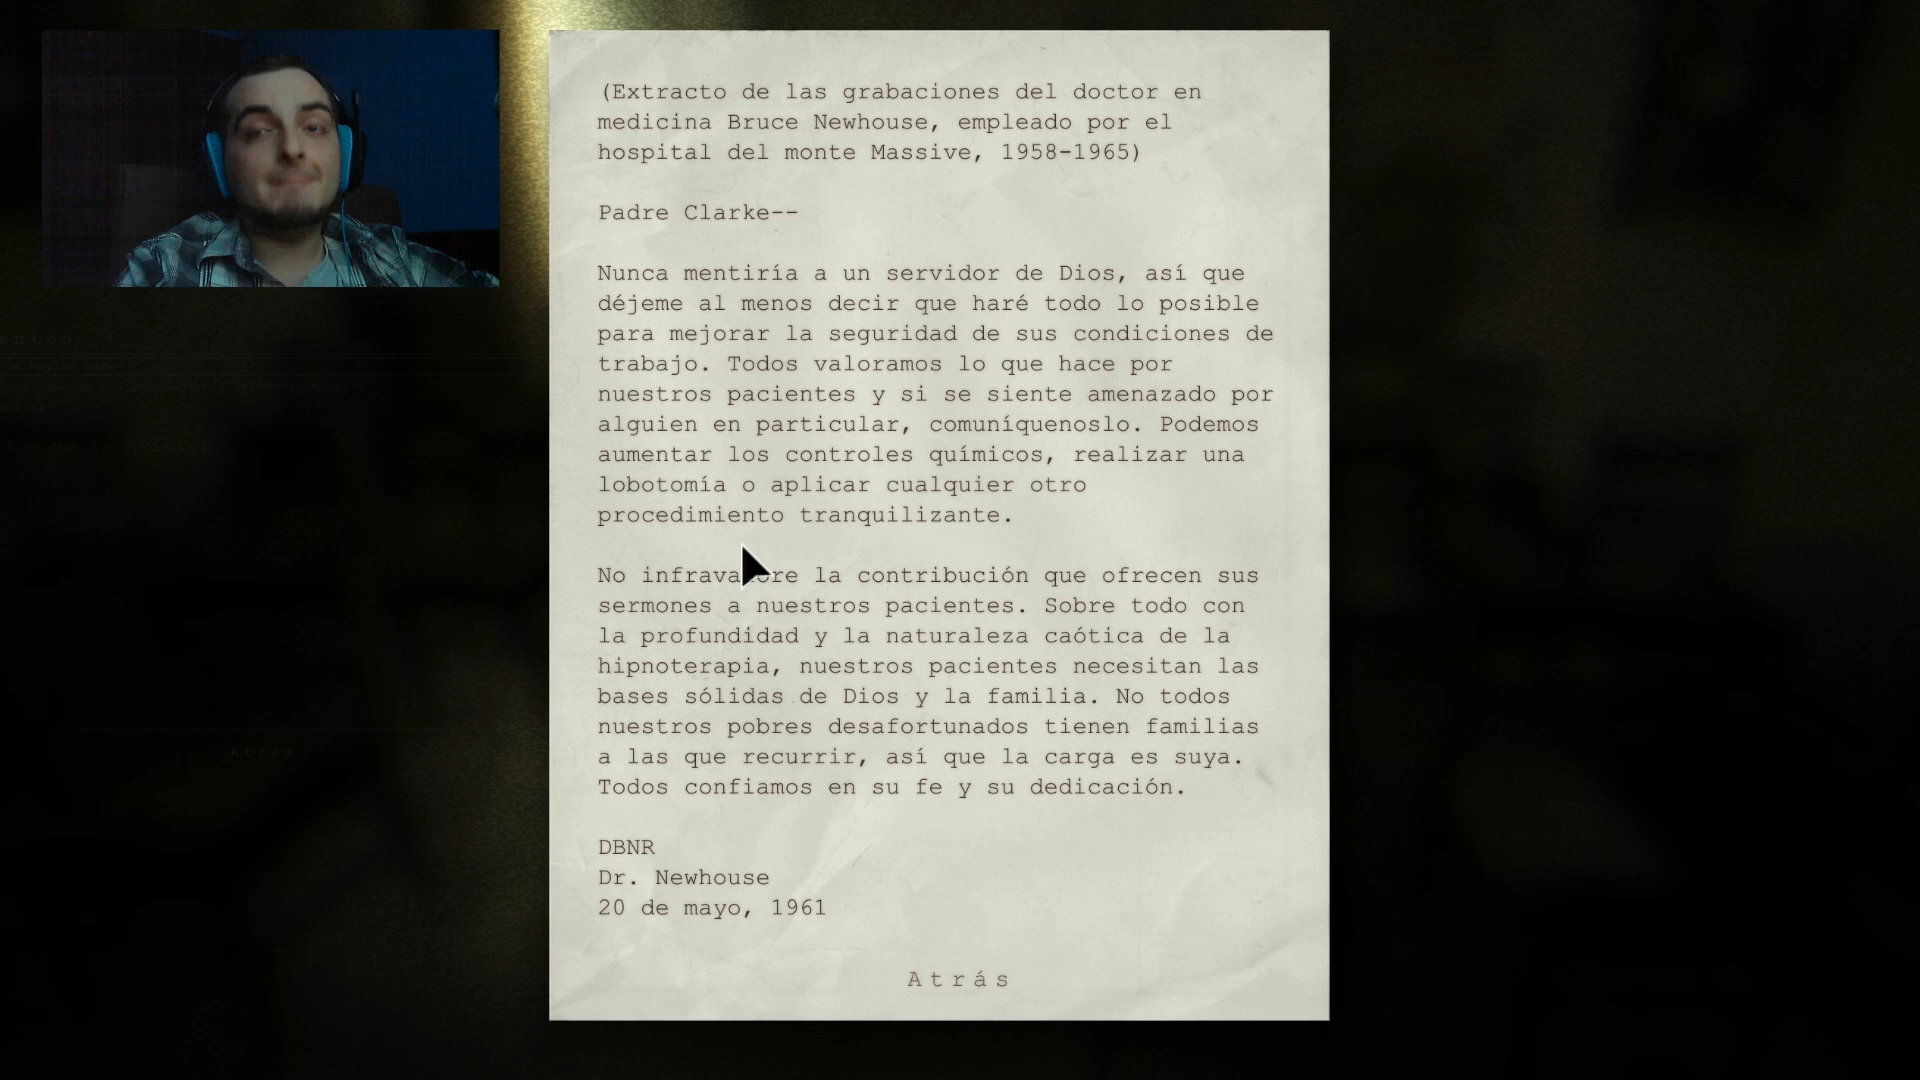 (Extracto de las grabaciones del doctor en
medicina Bruce Newhouse, empleado por el
hospital del monte Massive, 1958-1965)
Padre Clarke--
Nunca mentiría a un servidor de Dios, así que
déjeme al menos decir que haré todo lo posible
para mejorar la seguridad de sus condiciones de
trabajo. Todos valoramos lo que hace por
nuestros pacientes y si se siente amenazado por
alguien en particular, comuníquenoslo. Podemos
aumentar los controles químicos, realizar una
lobotomía o aplicar cualquier otro
procedimiento tranquilizante.
No infravalore la contribución que ofrecen sus
sermones a nuestros pacientes. Sobre todo con
la profundidad y la naturaleza caótica de la
hipnoterapia, nuestros pacientes necesitan las
bases sólidas de Dios y la familia. No todos
nuestros pobres desafortunados tienen familias
a las que recurrir, así que la carga es suya.
Todos confiamos en su fe y su dedicación.
DBNR
Dr. Newhouse
20 de mayo, 1961
Atrás
Atrás